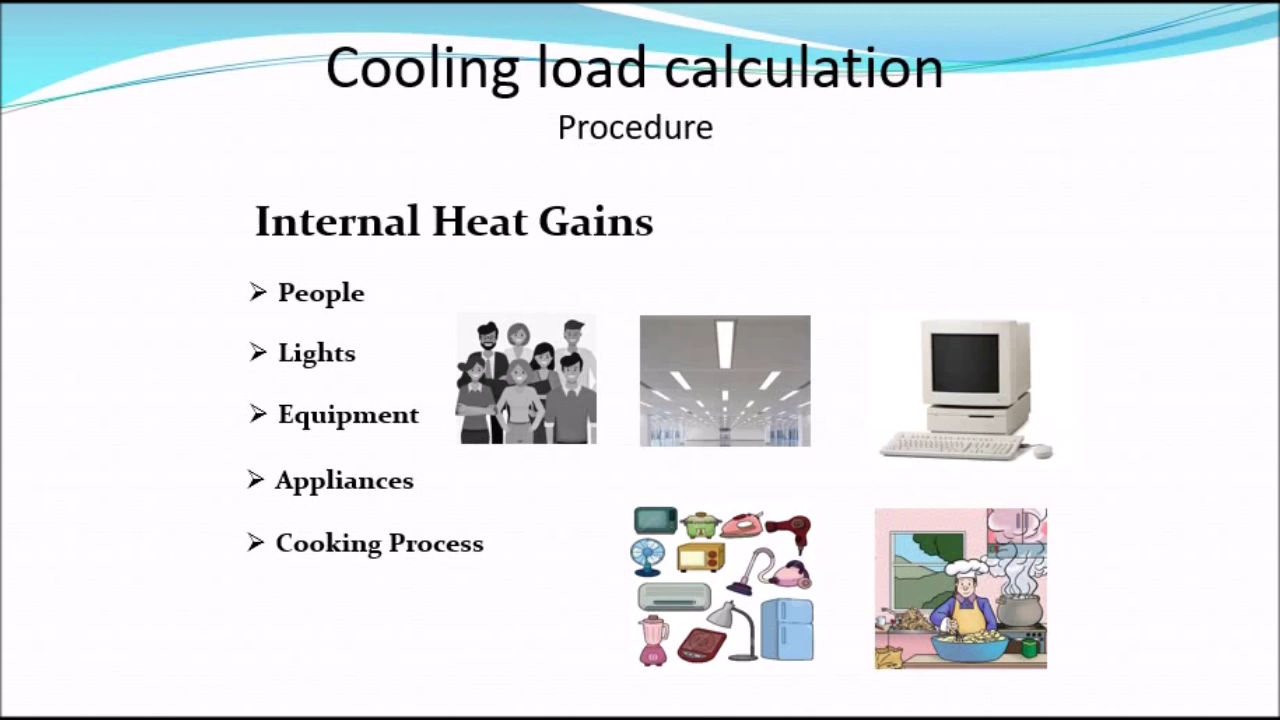 Cooling load calculation
Procedure
Internal Heat Gains
➢ People
➢ Lights
➢ Equipment
➢ Appliances
➢ Cooking Process